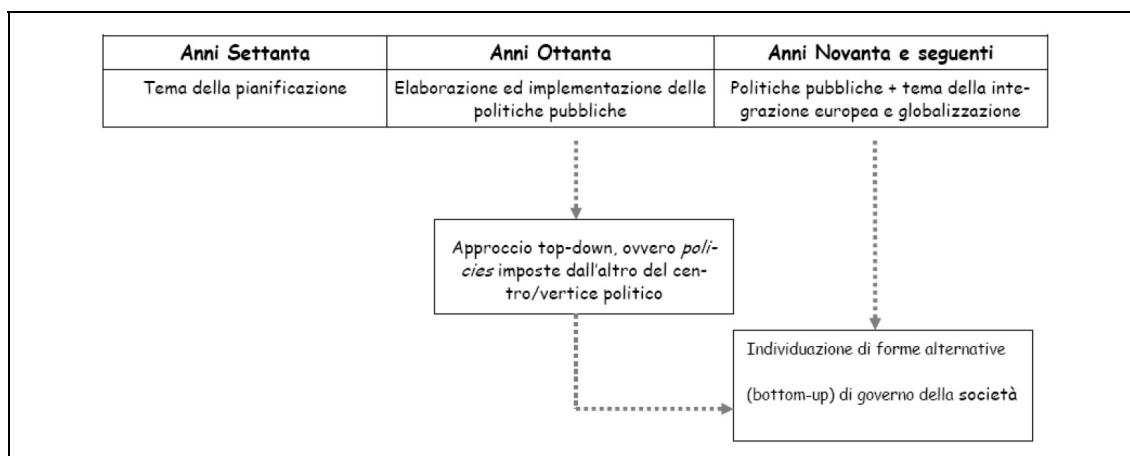 Anni Settanta
Anni Ottanta
Anni Novanta e seguenti
Tema della pianificazione
Elaborazione ed implementazione delle
politiche pubbliche
Politiche pubbliche + tema della inte-
grazione europea e globalizzazione
Approccio top-down, ovvero poli-
cies imposte dall'altro del cen-
tro/vertice politico
Individuazione di forme alternative
(bottom-up) di governo della società